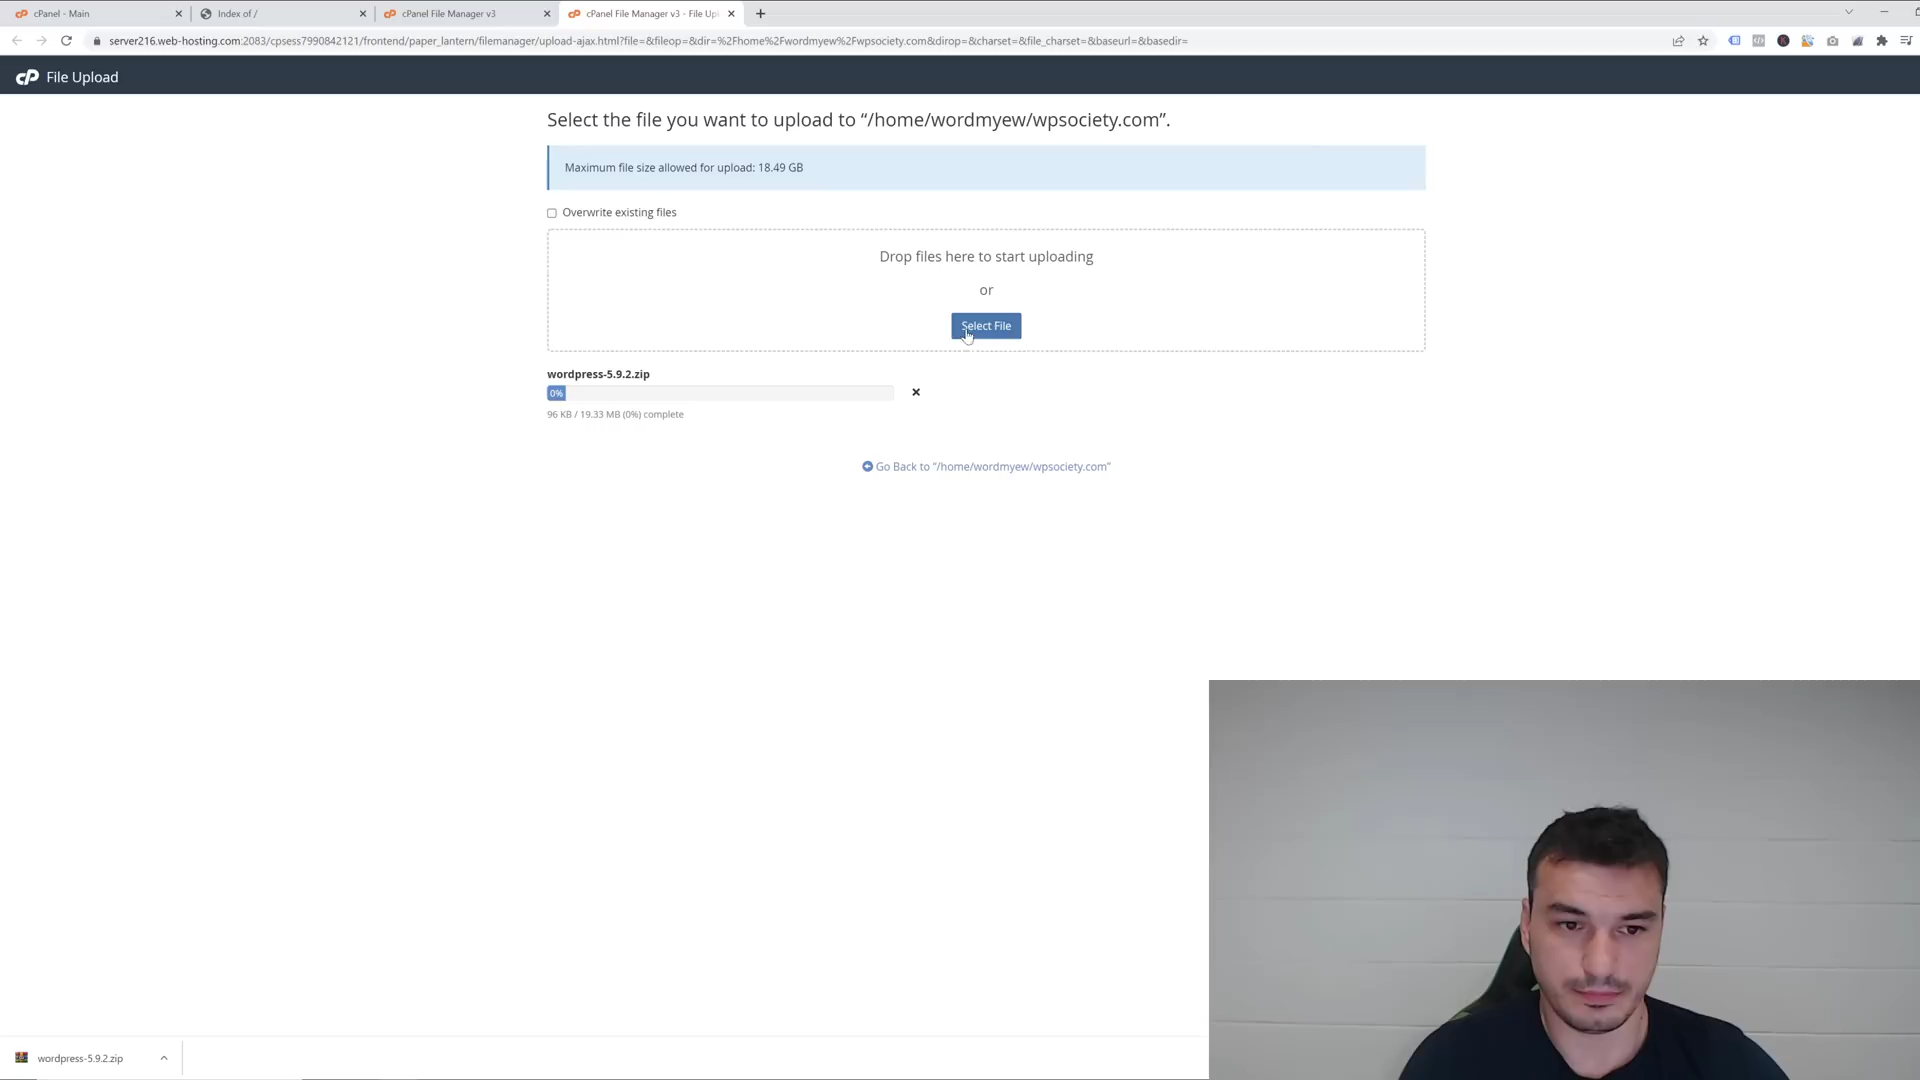 cPanel - Main
Index of /
cPanel File Manager v3
cPanel File Manager v3 - File Up
server216.web-hosting.com:2083/cpsess7990842121/frontend/paper_lantern/filemanager/upload-ajax.html?file=&fileop=&dir=%2Fhome%2Fwordmyew%2Fwpsociety.com&dirop=&charset=&file_charset=&baseurl=&basedir=
cP File Upload
Select the file you want to upload to “/home/wordmyew/wpsociety.com”.
Maximum file size allowed for upload: 18.49 GB
Overwrite existing files
Drop files here to start uploading
or
Select File
wordpress-5.9.2.zip
0%
96 KB / 19.33 MB (0%) complete
Go Back to “/home/wordmyew/wpsociety.com”
wordpress-5.9.2.zip